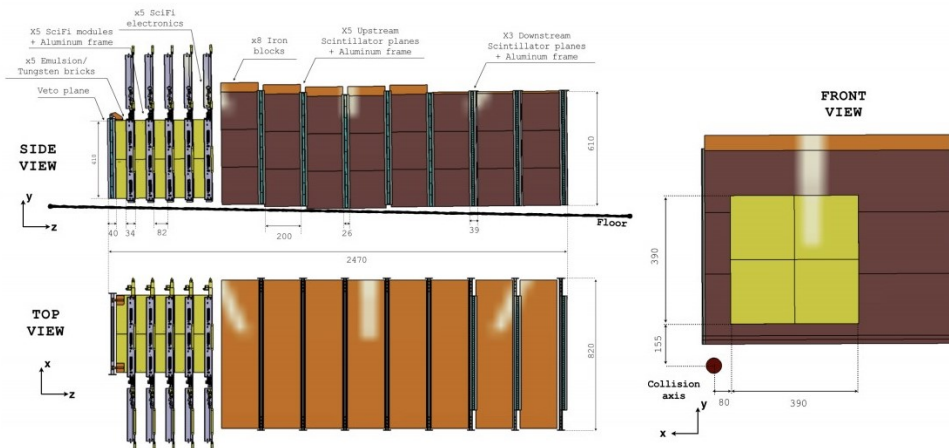 x5 SciFi
electronics
X5 SciFi modules
+ Aluminum frame
x5 Emulsion/
Tungsten bricks
Veto plane
x8 Iron
blocks
X5 Upstream
Scintillator planes
+ Aluminum frame
X3 Downstream
Scintillator planes
+ Aluminum frame
SIDE
VIEW
y
z
610
40
34
82
200
26
39
Floor
2470
TOP
VIEW
x
z
820
FRONT
VIEW
390
155
Collision
axis
80
390
y
x